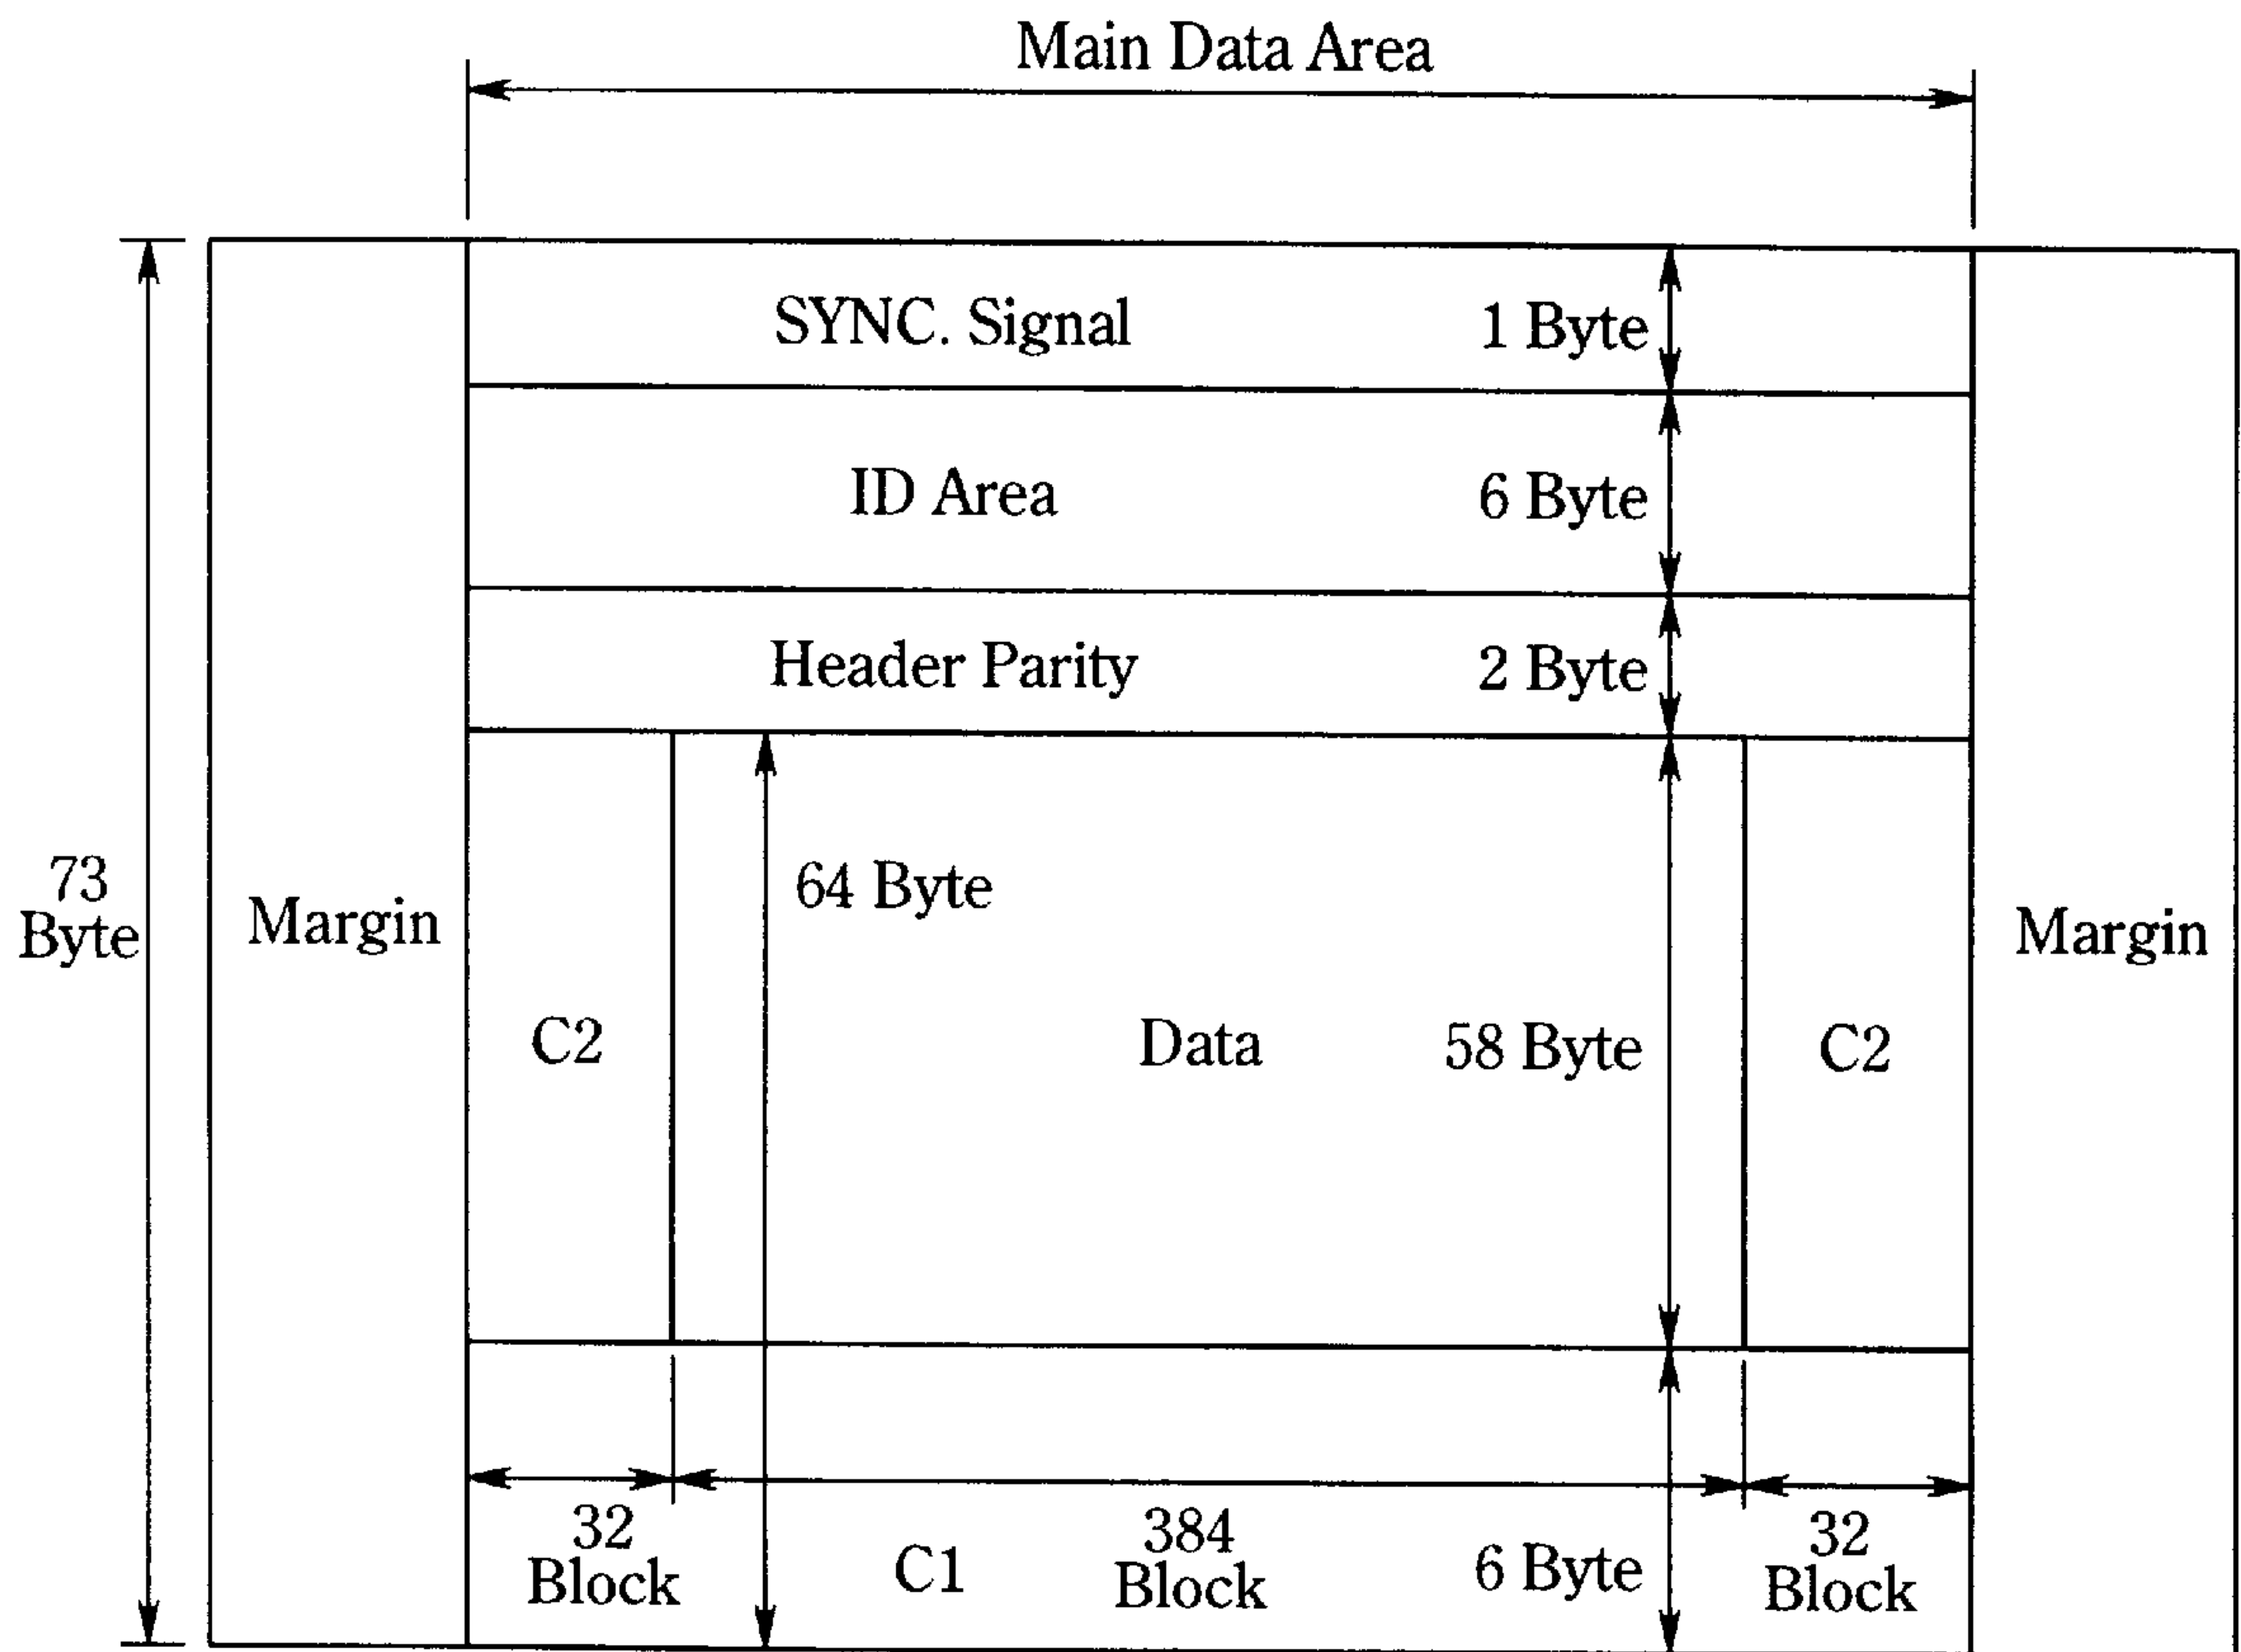 Main Data Area
SYNC. Signal
1 Byte
ID Area
6 Byte
Header Parity
2 Byte
73
Byte
Margin
64 Byte
Margin
C2
Data
58 Byte
C2
32
Block
C1
384
Block
6 Byte
32
Block